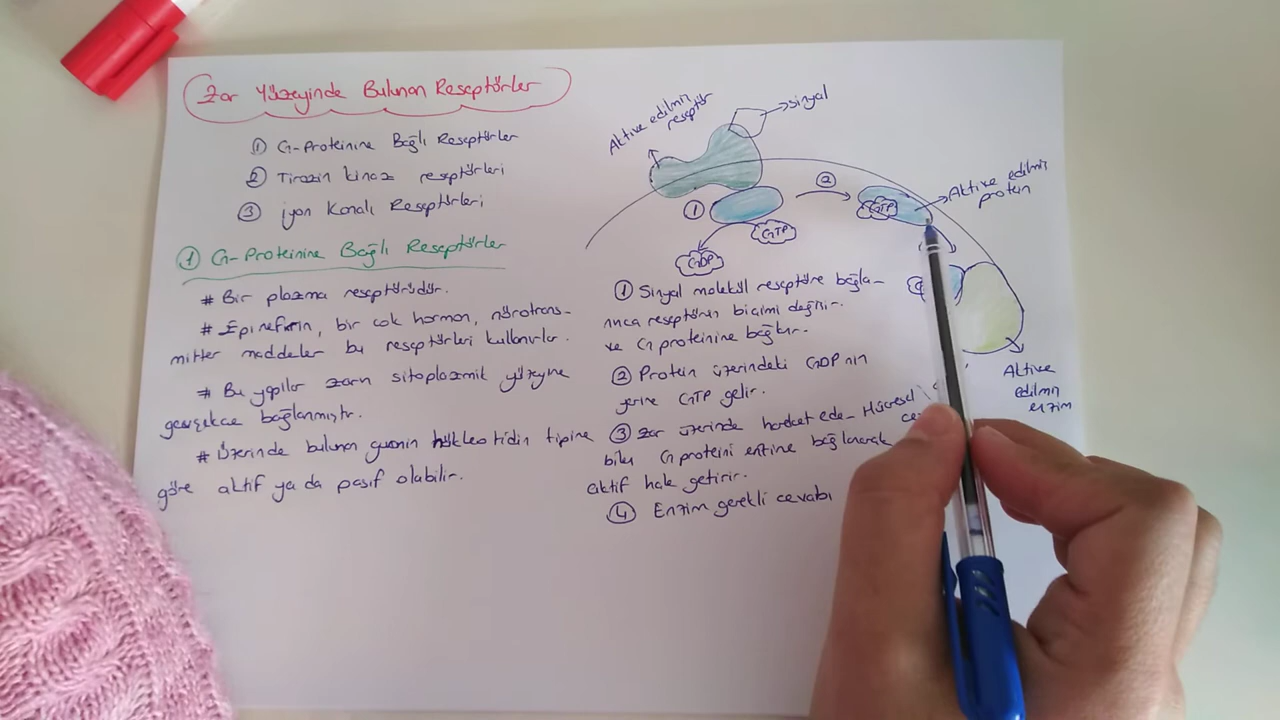 Zar Yüzeyinde Bulunan Reseptörler
① G-Proteinine Bağlı Reseptörler
② Tirozin kinaz reseptörleri
③ iyon Kanalı Reseptörleri
① G-Proteinine Bağlı Reseptörler
# Bir plazma reseptörüdür.
# Epinefrin, bir çok hormon, nörotrans-
mitter maddeler bu reseptörleri kullanırlar.
# Bu yapılar zarın sitoplazmik yüzeyine
gevşekçe bağlanmıştır.
# Üzerinde bulunan guanin nükleotidin tipine
göre aktif ya da pasif olabilir.
Aktive edilmiş
reseptör
sinyal
①
GDP
GTP
②
GTP
Aktive edilmiş
protein
Aktive
edilmiş
enzim
① Sinyal molekül reseptöre bağla-
nınca reseptörün biçimi değişir.
ve G proteinine bağlanır.
② Protein üzerindeki GDP'nin
yerine GTP gelir.
③ Zar üzerinde hareket ede-
bilen G proteini enzime bağlanarak
aktif hale getirir.
④ Enzim gerekli cevabı
Hücresel